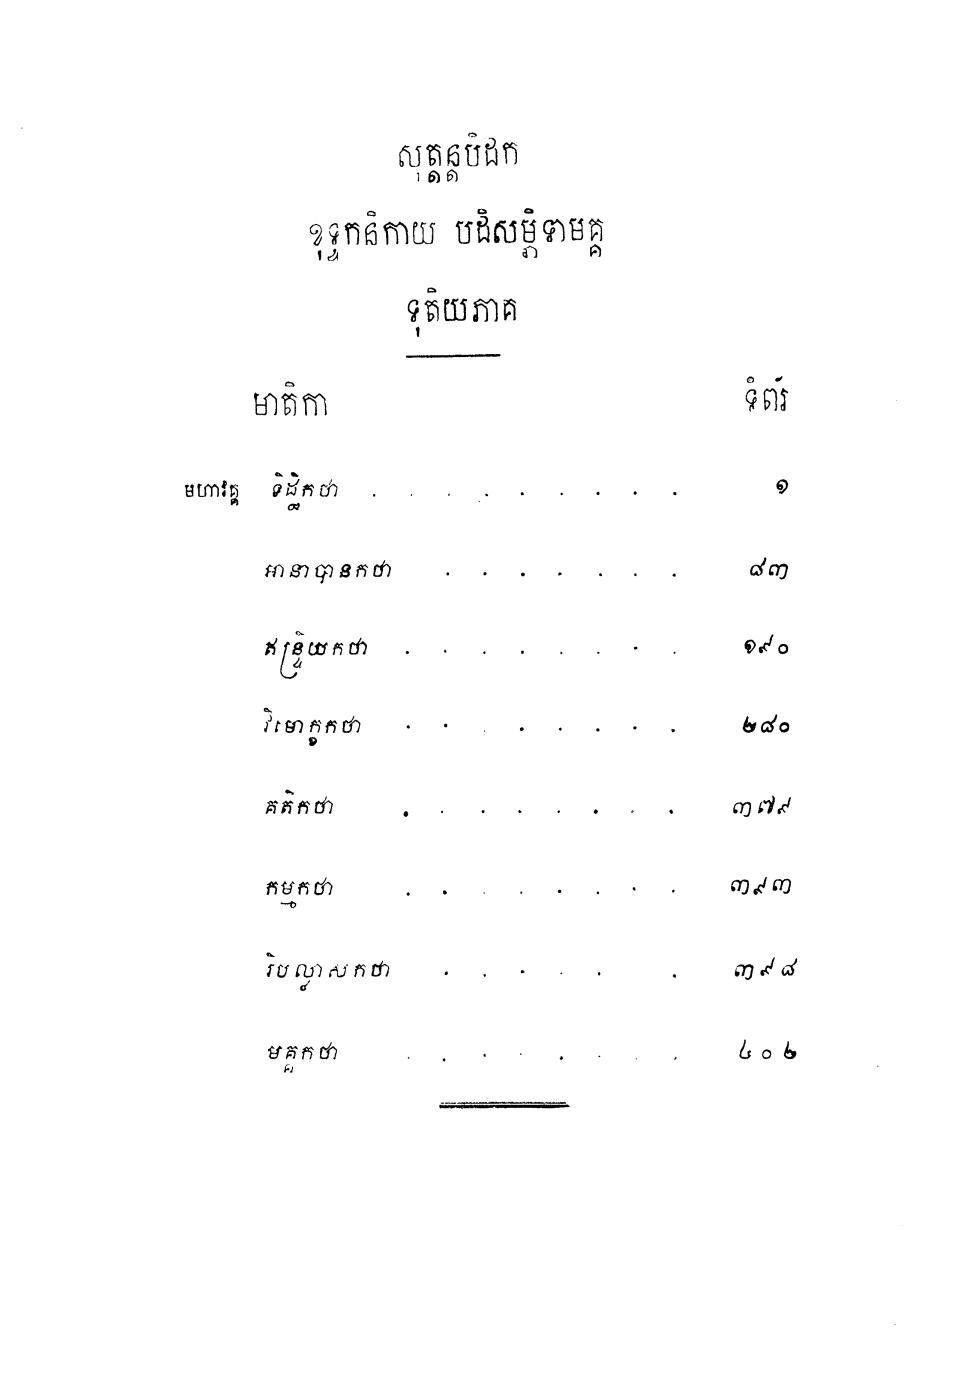 សុត្តន្តបិដក
ខុទ្ទកនិកាយ បដិសម្ភិទាមគ្គ
ទុតិយភាគ
មាតិកា ទំព័រ
មហាវគ្គ ទិដ្ឋិកថា . . . . . . . . . ១
អានាបានកថា . . . . . . . ៨៣
ឥន្ទ្រិយកថា . . . . . . . . ១៩០
វិមោក្ខកថា . . . . . . . . ២៨០
គតិកថា . . . . . . . . ៣៧៩
កម្មកថា . . . . . . . . ៣៩៣
វិបល្លាសកថា . . . . . . ៣៩៨
មគ្គកថា . . . . . . . . ៤០២